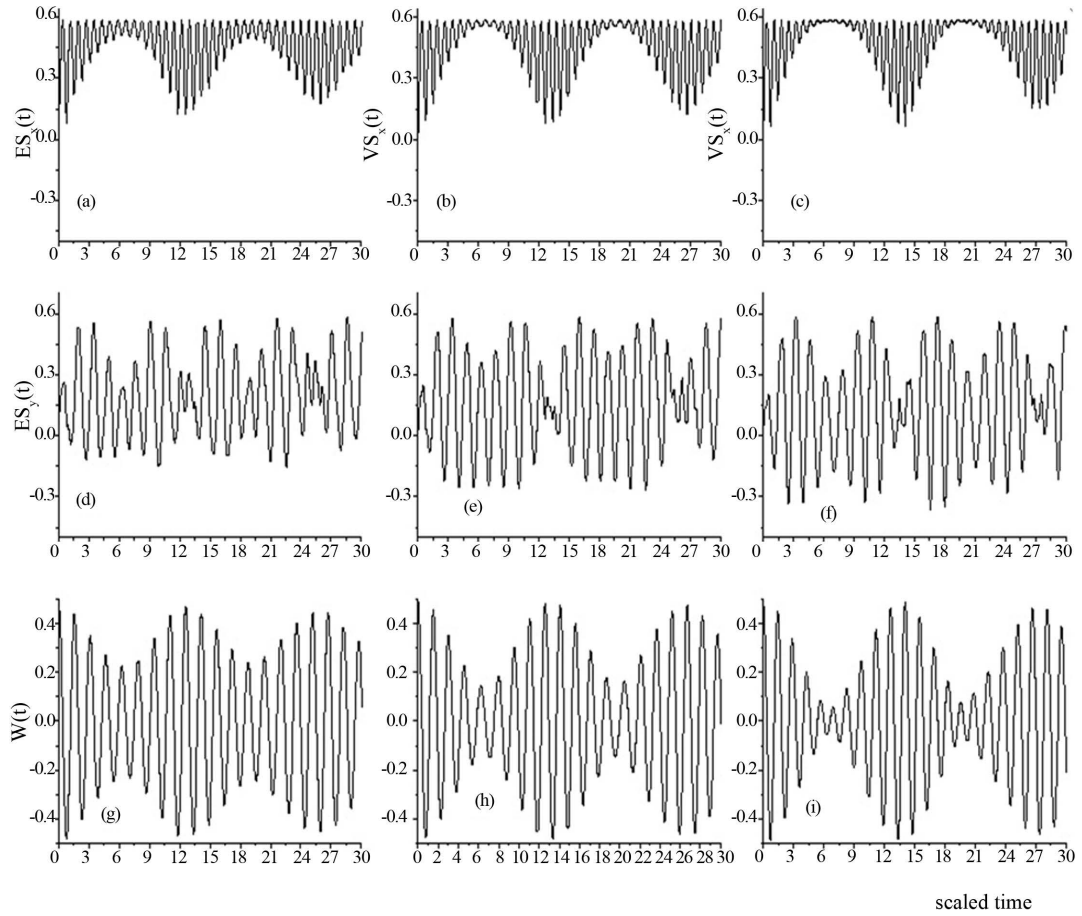 0.6 0.6 0.6
0.3 0.3 0.3
0.0 0.0 0.0
-0.3 -0.3 -0.3
ES_x(t) VS_x(t) VS_x(t)
(a) (b) (c)
0 3 6 9 12 15 18 21 24 27 30 0 3 6 9 12 15 18 21 24 27 30 0 3 6 9 12 15 18 21 24 27 30
0.6 0.6 0.6
0.3 0.3 0.3
0.0 0.0 0.0
-0.3 -0.3 -0.3
ES_y(t)
(d) (e) (f)
0 3 6 9 12 15 18 21 24 27 30 0 3 6 9 12 15 18 21 24 27 30 0 3 6 9 12 15 18 21 24 27 30
0.4 0.4 0.4
0.2 0.2 0.2
0.0 0.0 0.0
-0.2 -0.2 -0.2
-0.4 -0.4 -0.4
W(t)
(g) (h) (i)
0 3 6 9 12 15 18 21 24 27 30 0 2 4 6 8 10 12 14 16 18 20 22 24 26 28 30 0 3 6 9 12 15 18 21 24 27 30
scaled time